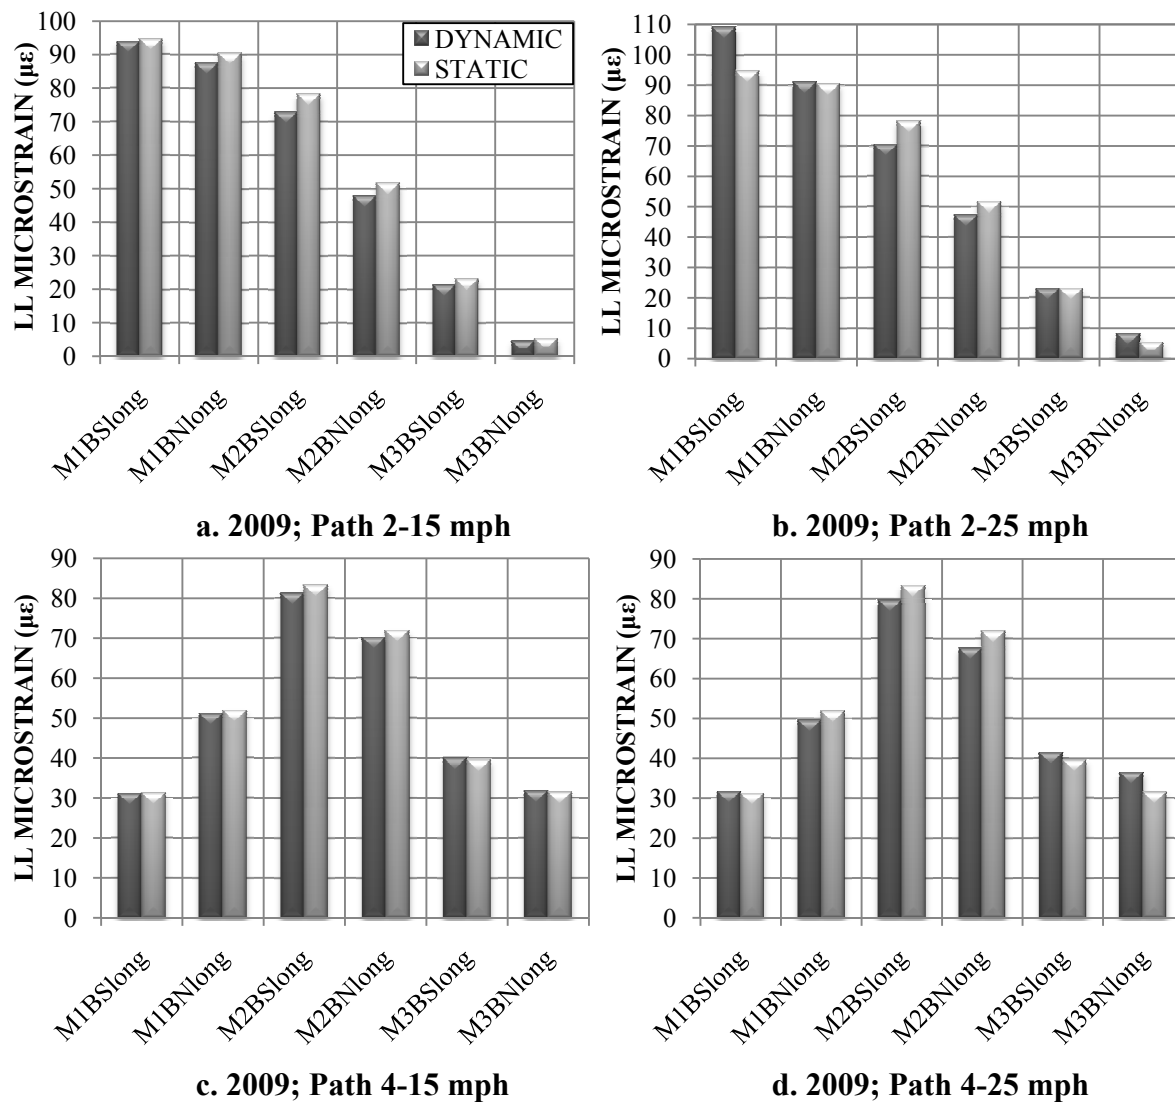 LL MICROSTRAIN (με)
100
90
80
70
60
50
40
30
20
10
0
DYNAMIC
STATIC
M1BSlong
M1BNlong
M2BSlong
M2BNlong
M3BSlong
M3BNlong
a. 2009; Path 2-15 mph
LL MICROSTRAIN (με)
110
100
90
80
70
60
50
40
30
20
10
0
M1BSlong
M1BNlong
M2BSlong
M2BNlong
M3BSlong
M3BNlong
b. 2009; Path 2-25 mph
LL MICROSTRAIN (με)
90
80
70
60
50
40
30
20
10
0
M1BSlong
M1BNlong
M2BSlong
M2BNlong
M3BSlong
M3BNlong
c. 2009; Path 4-15 mph
LL MICROSTRAIN (με)
90
80
70
60
50
40
30
20
10
0
M1BSlong
M1BNlong
M2BSlong
M2BNlong
M3BSlong
M3BNlong
d. 2009; Path 4-25 mph